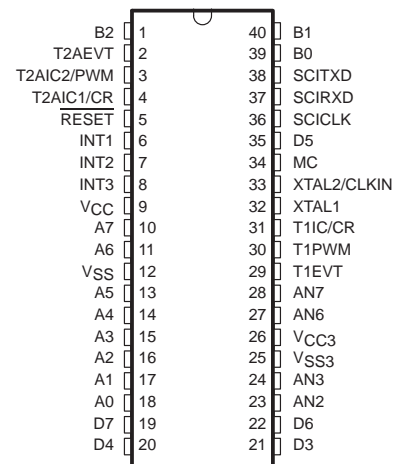 B2 1 40 B1
T2AEVT 2 39 B0
T2AIC2/PWM 3 38 SCITXD
T2AIC1/CR 4 37 SCIRXD
RESET 5 36 SCICLK
INT1 6 35 D5
INT2 7 34 MC
INT3 8 33 XTAL2/CLKIN
VCC 9 32 XTAL1
A7 10 31 T1IC/CR
A6 11 30 T1PWM
VSS 12 29 T1EVT
A5 13 28 AN7
A4 14 27 AN6
A3 15 26 VCC3
A2 16 25 VSS3
A1 17 24 AN3
A0 18 23 AN2
D7 19 22 D6
D4 20 21 D3